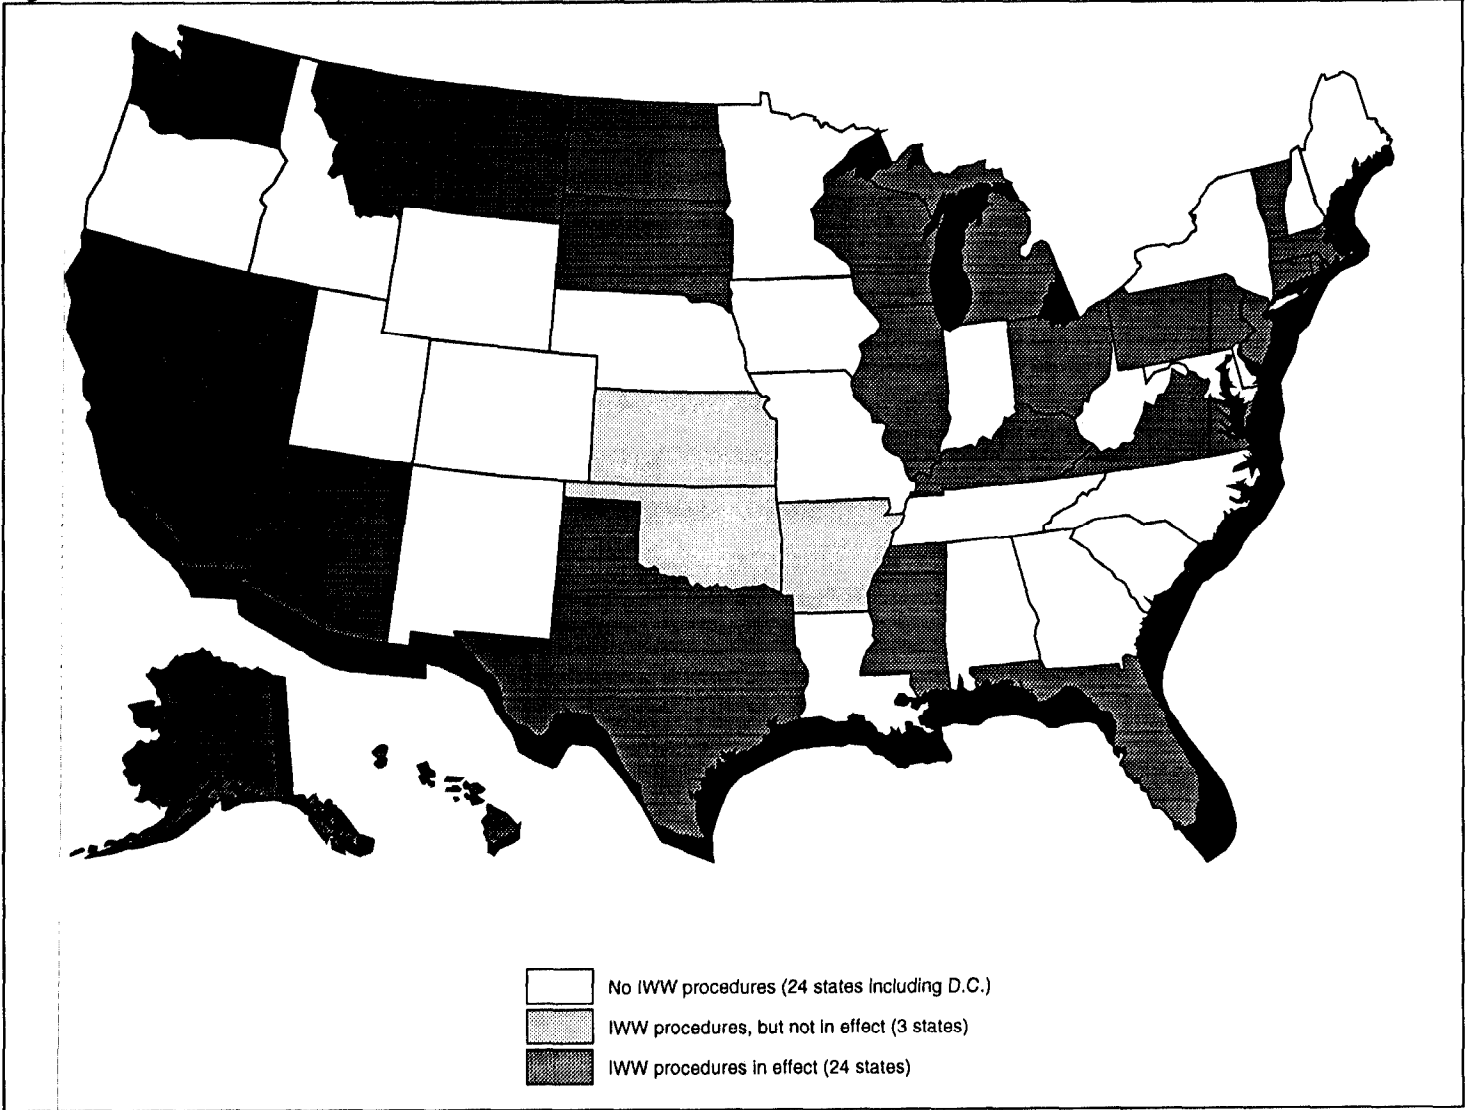 No IWW procedures (24 states including D.C.)
IWW procedures, but not in effect (3 states)
IWW procedures in effect (24 states)